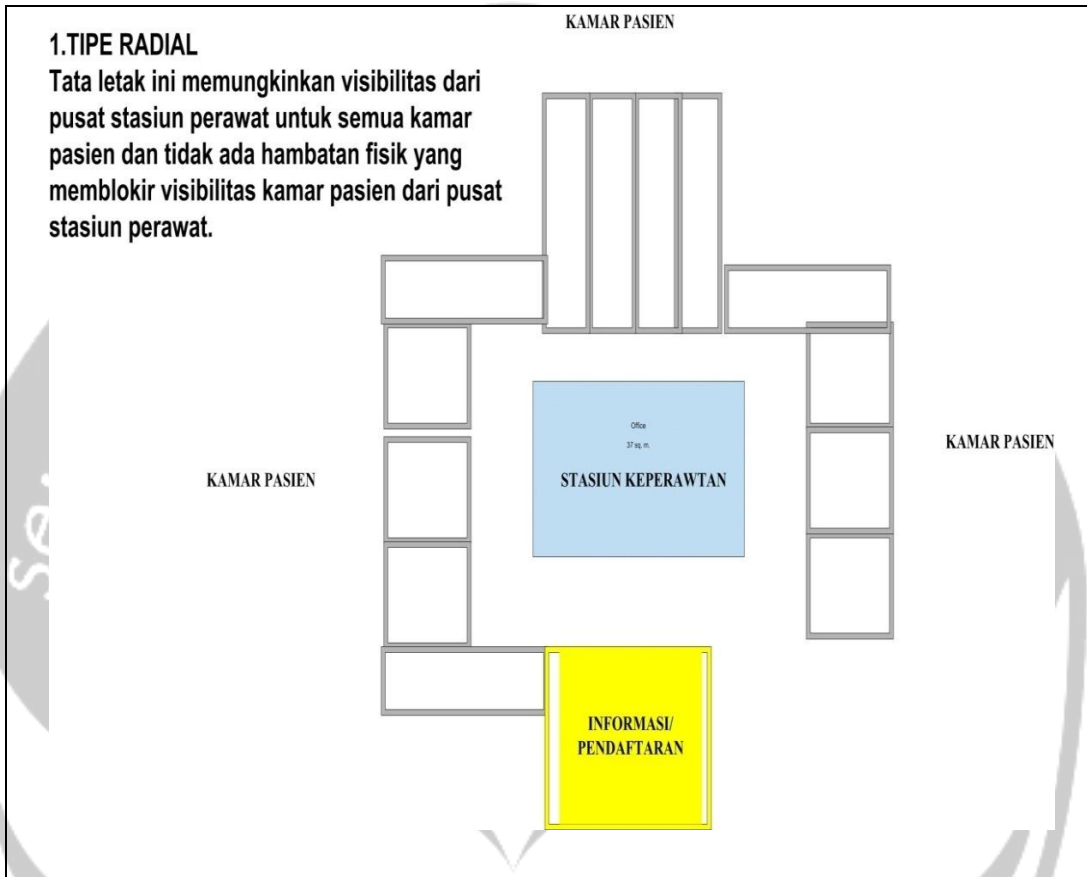 KAMAR PASIEN
1.TIPE RADIAL
Tata letak ini memungkinkan visibilitas dari
pusat stasiun perawat untuk semua kamar
pasien dan tidak ada hambatan fisik yang
memblokir visibilitas kamar pasien dari pusat
stasiun perawat.
Office
37 sq. m.
STASIUN KEPERAWTAN
KAMAR PASIEN
KAMAR PASIEN
INFORMASI/
PENDAFTARAN